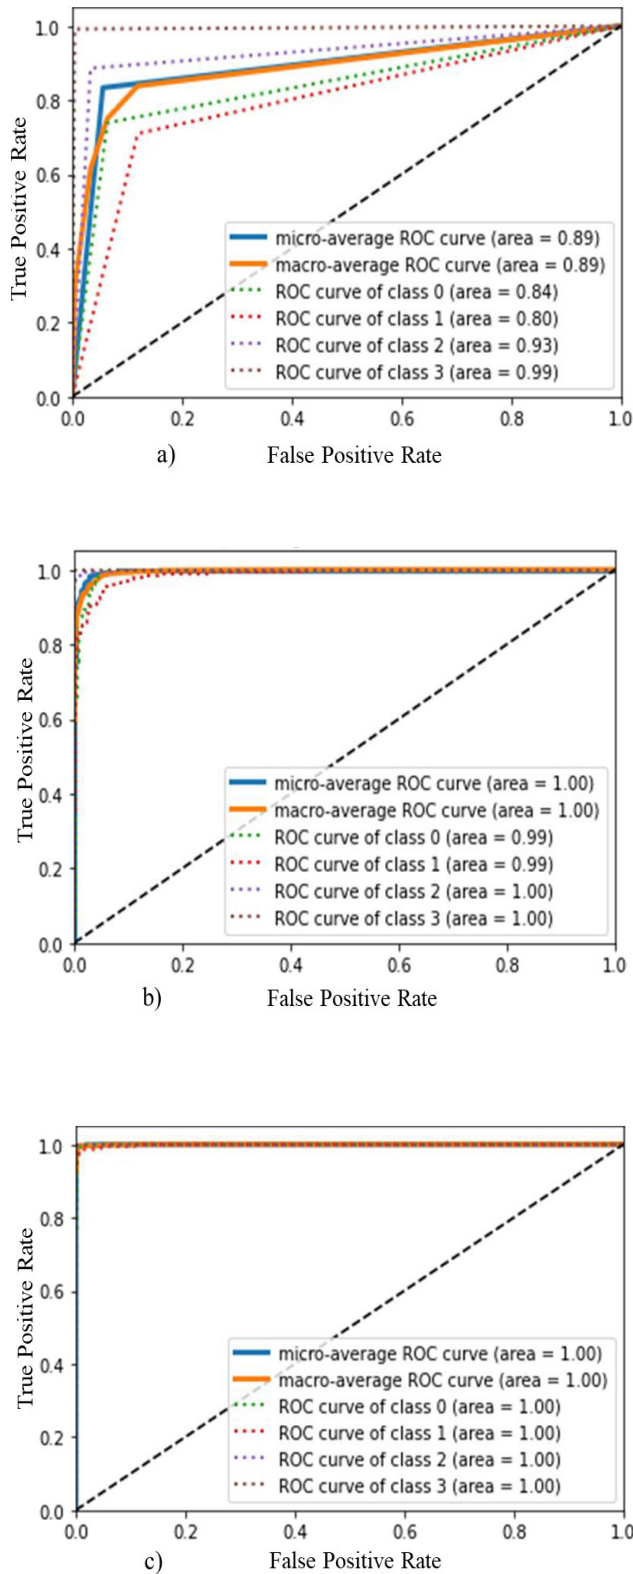 1.0
0.8
0.6
0.4
0.2
0.0
True Positive Rate
micro-average ROC curve (area = 0.89)
macro-average ROC curve (area = 0.89)
ROC curve of class 0 (area = 0.84)
ROC curve of class 1 (area = 0.80)
ROC curve of class 2 (area = 0.93)
ROC curve of class 3 (area = 0.99)
0.0 0.2 0.4 0.6 0.8 1.0
a) False Positive Rate
1.0
0.8
0.6
0.4
0.2
0.0
True Positive Rate
micro-average ROC curve (area = 1.00)
macro-average ROC curve (area = 1.00)
ROC curve of class 0 (area = 0.99)
ROC curve of class 1 (area = 0.99)
ROC curve of class 2 (area = 1.00)
ROC curve of class 3 (area = 1.00)
0.0 0.2 0.4 0.6 0.8 1.0
b) False Positive Rate
1.0
0.8
0.6
0.4
0.2
0.0
True Positive Rate
micro-average ROC curve (area = 1.00)
macro-average ROC curve (area = 1.00)
ROC curve of class 0 (area = 1.00)
ROC curve of class 1 (area = 1.00)
ROC curve of class 2 (area = 1.00)
ROC curve of class 3 (area = 1.00)
0.0 0.2 0.4 0.6 0.8 1.0
c) False Positive Rate